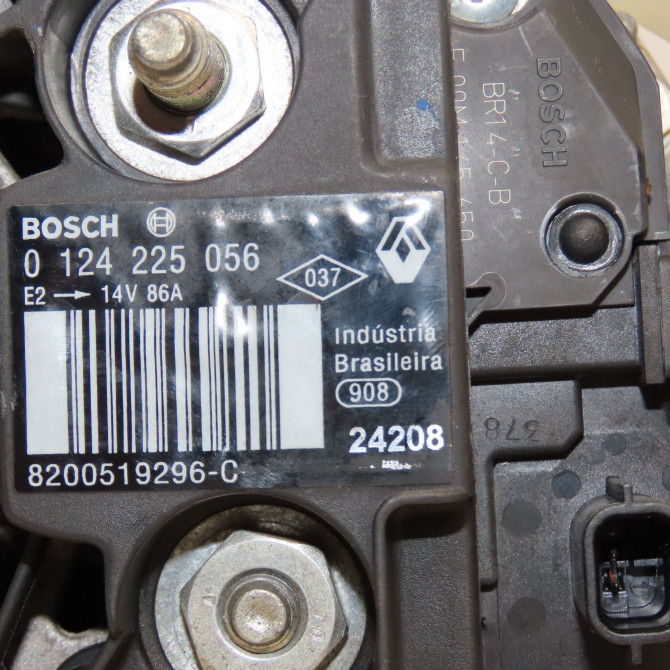 BOSCH
0 124 225 056
E2 → 14V 86A
037
Indústria
Brasileira
908
24208
8200519296-C
BOSCH
BR14-C-B
378